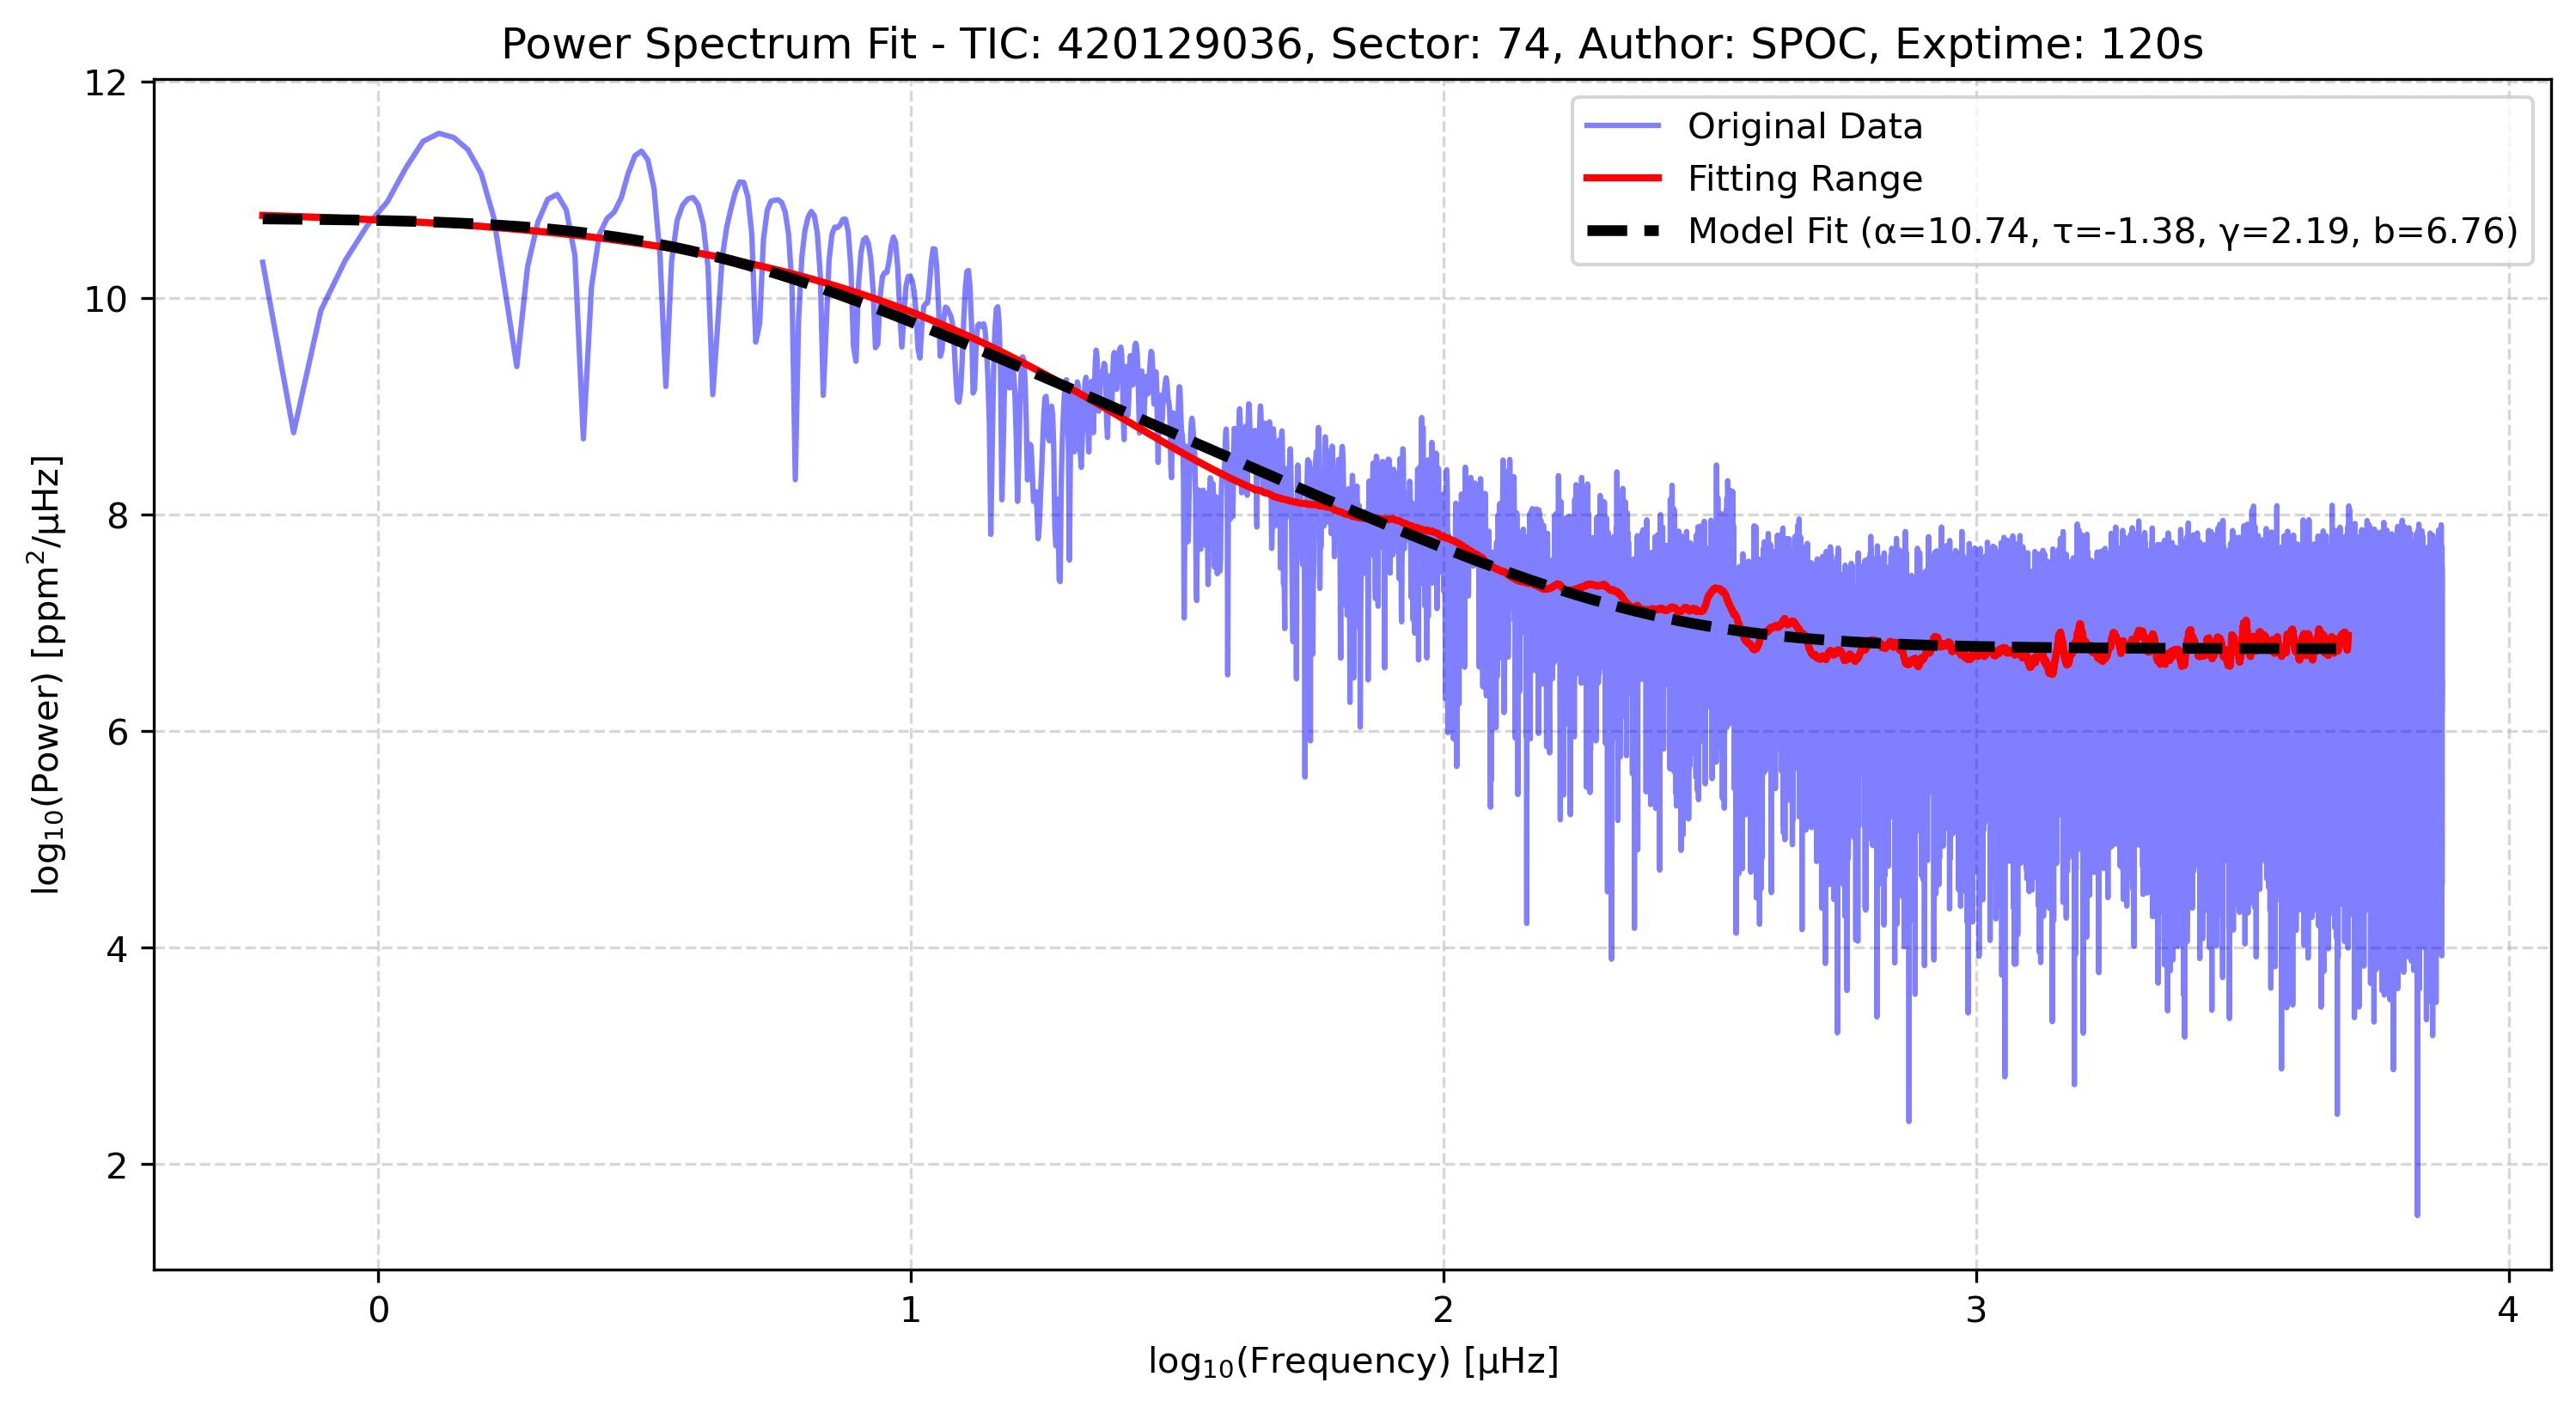 Power Spectrum Fit - TIC: 420129036, Sector: 74, Author: SPOC, Exptime: 120s
Original Data
Fitting Range
Model Fit (α=10.74, τ=-1.38, γ=2.19, b=6.76)
log₁₀(Power) [ppm²/μHz]
12
10
8
6
4
2
0 1 2 3 4
log₁₀(Frequency) [μHz]